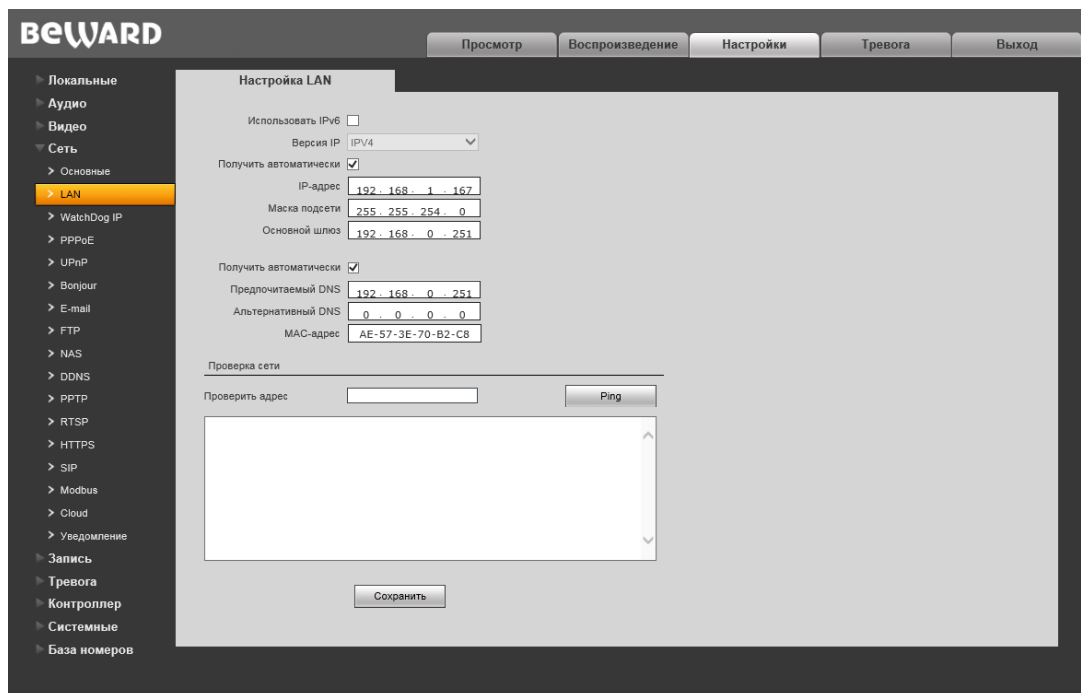 BEWARD
Просмотр
Воспроизведение
Настройки
Тревога
Выход
Локальные
Аудио
Видео
Сеть
Основные
LAN
WatchDog IP
PPPoE
UPnP
Bonjour
E-mail
FTP
NAS
DDNS
PPTP
RTSP
HTTPS
SIP
Modbus
Cloud
Уведомление
Запись
Тревога
Контроллер
Системные
База номеров
Настройка LAN
Использовать IPv6
Версия IP IPV4
Получить автоматически
IP-адрес 192 . 168 . 1 . 167
Маска подсети 255 . 255 . 254 . 0
Основной шлюз 192 . 168 . 0 . 251
Получить автоматически
Предпочитаемый DNS 192 . 168 . 0 . 251
Альтернативный DNS 0 . 0 . 0 . 0
MAC-адрес AE-57-3E-70-B2-C8
Проверка сети
Проверить адрес Ping
Сохранить